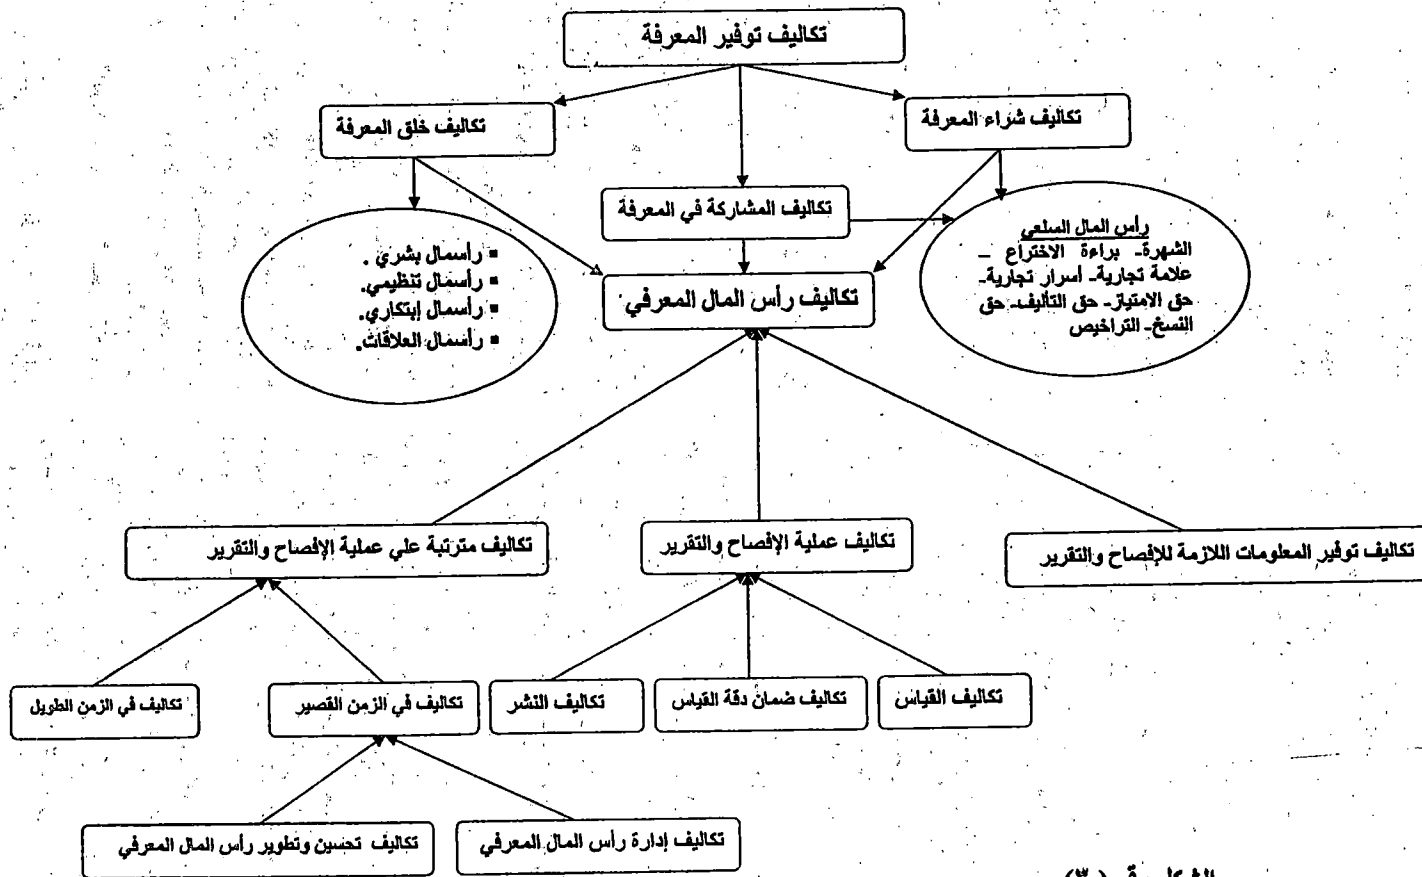 تكاليف توفير المعرفة
تكاليف شراء المعرفة
تكاليف خلق المعرفة
تكاليف المشاركة في المعرفة
رأس المال السلعي
الشهرة- براءة الاختراع –
علامة تجارية- أسرار تجارية-
حق الامتياز- حق التأليف- حق
النسخ- التراخيص
▪ رأسمال بشري .
▪ رأسمال تنظيمي.
▪ رأسمال إبتكاري.
▪ رأسمال العلاقات.
تكاليف رأس المال المعرفي
تكاليف توفير المعلومات اللازمة للإفصاح والتقرير
تكاليف عملية الإفصاح والتقرير
تكاليف مترتبة علي عملية الإفصاح والتقرير
تكاليف القياس
تكاليف ضمان دقة القياس
تكاليف النشر
تكاليف في الزمن القصير
تكاليف في الزمن الطويل
تكاليف إدارة رأس المال المعرفي
تكاليف تحسين وتطوير رأس المال المعرفي